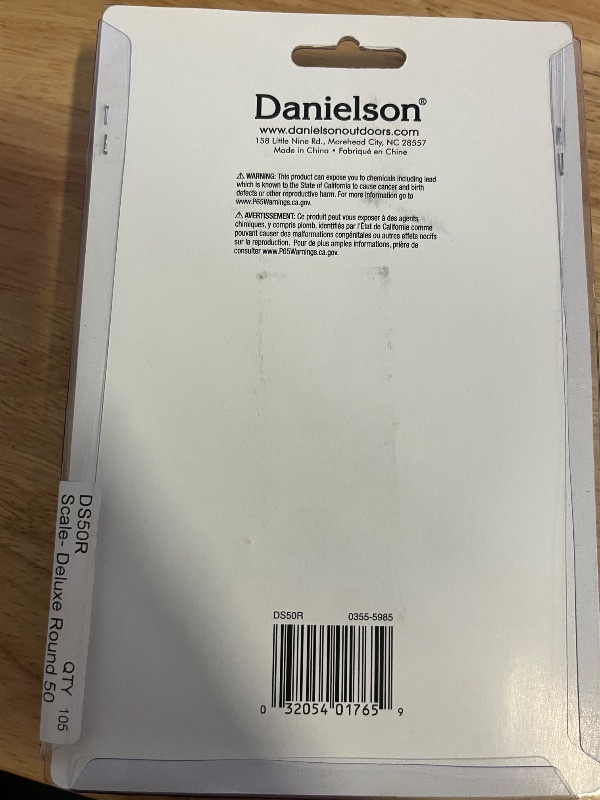 Danielson®
www.danielsonoutdoors.com
158 Little Nine Rd., Morehead City, NC 28557
Made in China • Fabriqué en Chine
⚠ WARNING: This product can expose you to chemicals including lead
which is known to the State of California to cause cancer and birth
defects or other reproductive harm. For more information go to
www.P65Warnings.ca.gov.
⚠ AVERTISSEMENT: Ce produit peut vous exposer à des agents
chimiques, y compris plomb, identifiés par l'État de Californie comme
pouvant causer des malformations congénitales ou autres effets nocifs
sur la reproduction. Pour de plus amples informations, prière de
consulter www.P65Warnings.ca.gov.
DS50R
Scale- Deluxe Round 50
QTY 105
DS50R 0355-5985
0 32054 01765 9